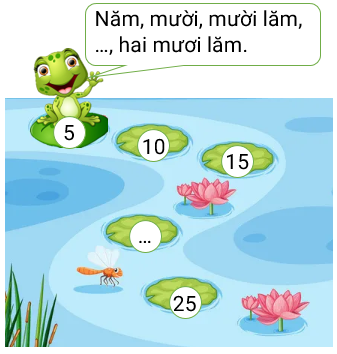 Năm, mười, mười lăm,
..., hai mươi lăm.
5
10
15
...
25